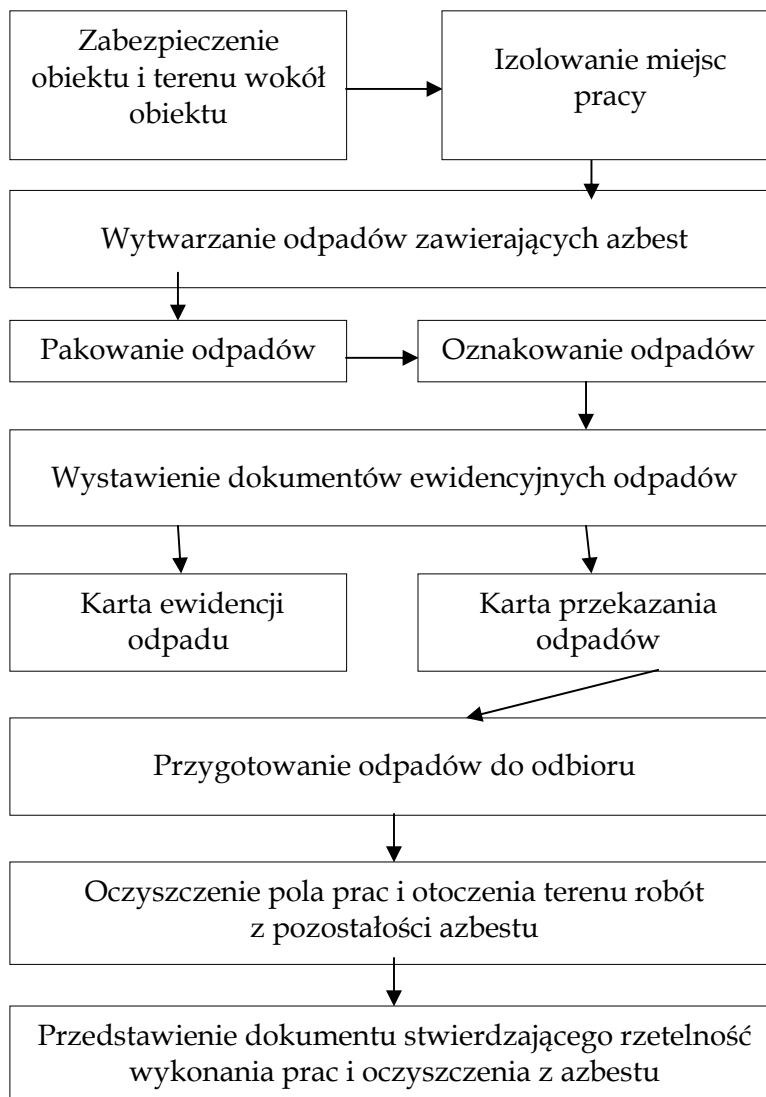 Zabezpieczenie
obiektu i terenu wokół
obiektu
Izolowanie miejsc
pracy
Wytwarzanie odpadów zawierających azbest
Pakowanie odpadów
Oznakowanie odpadów
Wystawienie dokumentów ewidencyjnych odpadów
Karta ewidencji
odpadu
Karta przekazania
odpadów
Przygotowanie odpadów do odbioru
Oczyszczenie pola prac i otoczenia terenu robót
z pozostałości azbestu
Przedstawienie dokumentu stwierdzającego rzetelność
wykonania prac i oczyszczenia z azbestu